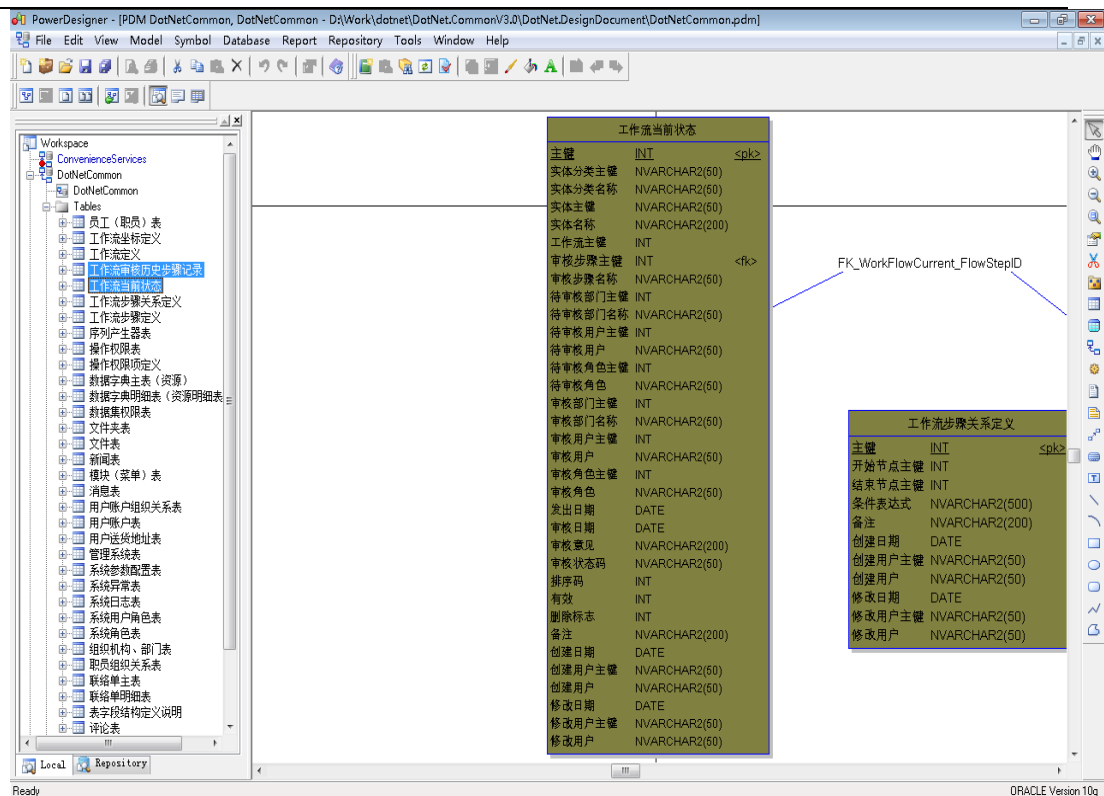 PowerDesigner - [PDM DotNetCommon, DotNetCommon - D:\Work\dotnet\DotNet.CommonV3.0\DotNet.DesignDocument\DotNetCommon.pdm]
File Edit View Model Symbol Database Report Repository Tools Window Help
Workspace
ConvenienceServices
DotNetCommon
DotNetCommon
Tables
员工（职员）表
工作流坐标定义
工作流定义
工作流审核历史步骤记录
工作流当前状态
工作流步骤关系定义
工作流步骤定义
序列产生器表
操作权限表
操作权限项定义
数据字典主表（资源）
数据字典明细表（资源明细表
数据集权限表
文件夹表
文件表
新闻表
模块（菜单）表
消息表
用户账户组织关系表
用户账户表
用户送货地址表
管理系统表
系统参数配置表
系统异常表
系统日志表
系统用户角色表
系统角色表
组织机构、部门表
职员组织关系表
联络单主表
联络单明细表
表字段结构定义说明
评论表
Local Repository
工作流当前状态
主键 INT <pk>
实体分类主键 NVARCHAR2(50)
实体分类名称 NVARCHAR2(50)
实体主键 NVARCHAR2(50)
实体名称 NVARCHAR2(200)
工作流主键 INT
审核步骤主键 INT <fk>
审核步骤名称 NVARCHAR2(50)
待审核部门主键 INT
待审核部门名称 NVARCHAR2(50)
待审核用户主键 INT
待审核用户 NVARCHAR2(50)
待审核角色主键 INT
待审核角色 NVARCHAR2(50)
审核部门主键 INT
审核部门名称 NVARCHAR2(50)
审核用户主键 INT
审核用户 NVARCHAR2(50)
审核角色主键 INT
审核角色 NVARCHAR2(50)
发出日期 DATE
审核日期 DATE
审核意见 NVARCHAR2(200)
审核状态码 NVARCHAR2(50)
排序码 INT
有效 INT
删除标志 INT
备注 NVARCHAR2(200)
创建日期 DATE
创建用户主键 NVARCHAR2(50)
创建用户 NVARCHAR2(50)
修改日期 DATE
修改用户主键 NVARCHAR2(50)
修改用户 NVARCHAR2(50)
FK_WorkFlowCurrent_FlowStepID
工作流步骤关系定义
主键 INT <pk>
开始节点主键 INT
结束节点主键 INT
条件表达式 NVARCHAR2(500)
备注 NVARCHAR2(200)
创建日期 DATE
创建用户主键 NVARCHAR2(50)
创建用户 NVARCHAR2(50)
修改日期 DATE
修改用户主键 NVARCHAR2(50)
修改用户 NVARCHAR2(50)
Ready
ORACLE Version 10g